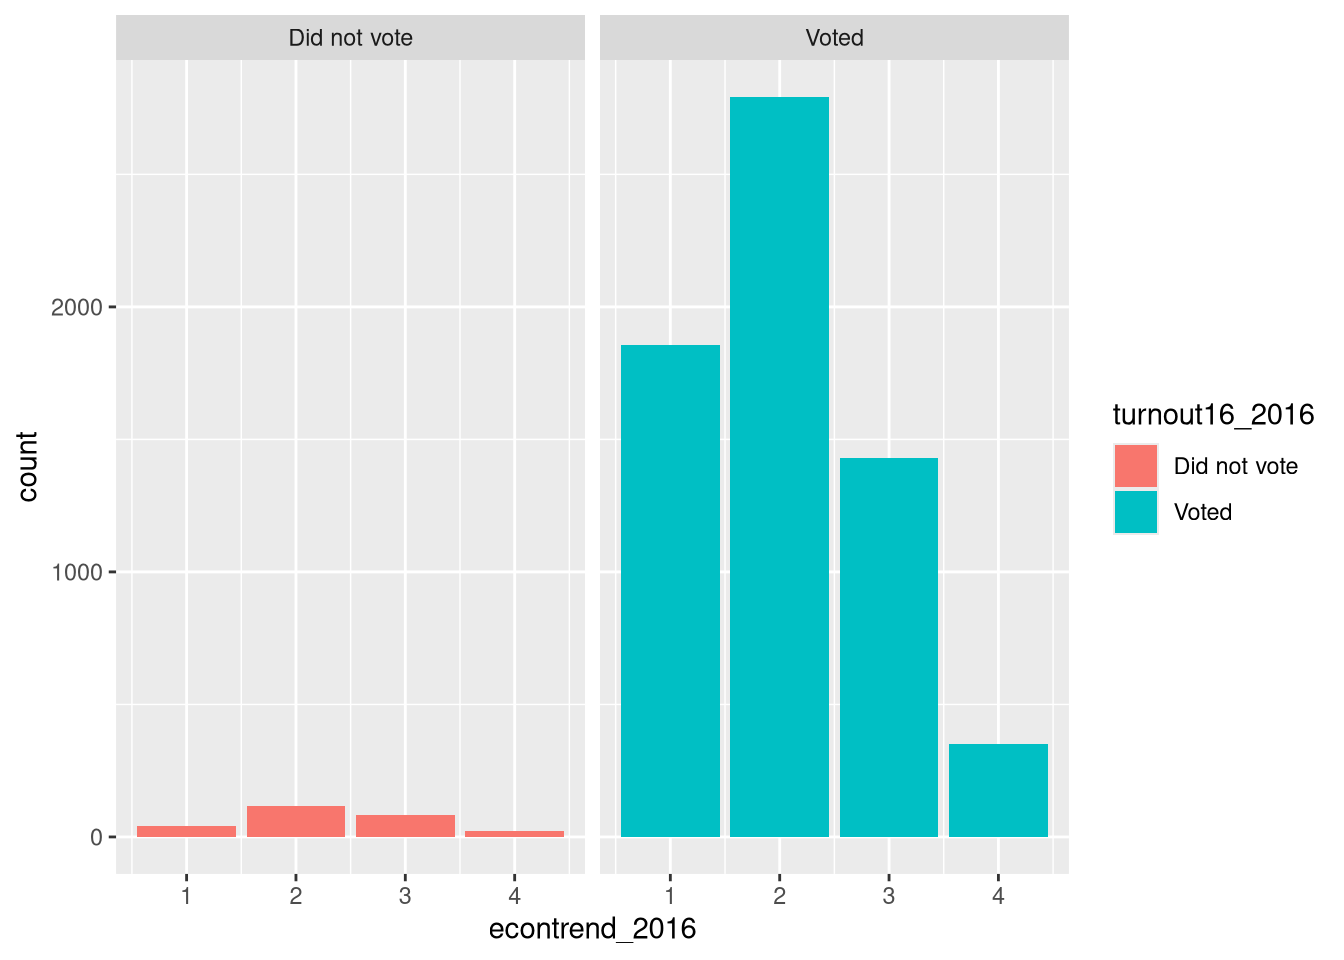 Did not vote
Voted
2000
1000
0
count
1 2 3 4
1 2 3 4
econtrend_2016
turnout16_2016
Did not vote
Voted